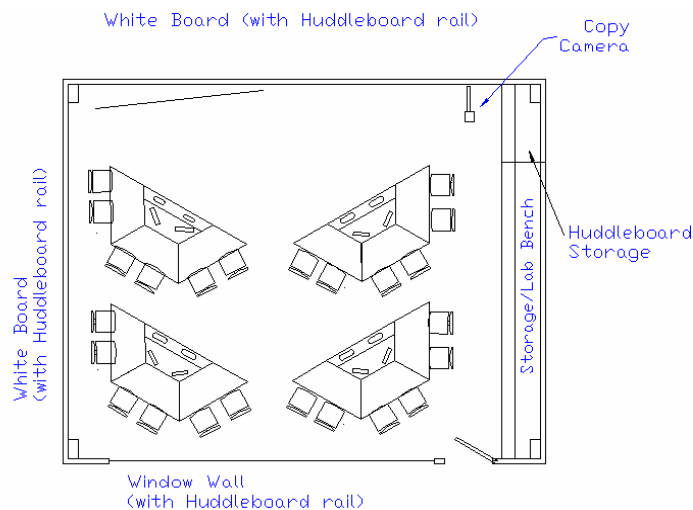 White Board (with Huddleboard rail)
Copy
Camera
Huddleboard
Storage
Storage/Lab Bench
White Board
(with Huddleboard rail)
Window Wall
(with Huddleboard rail)